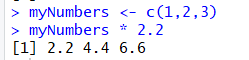 > myNumbers <- c(1,2,3)
> myNumbers * 2.2
[1] 2.2 4.4 6.6